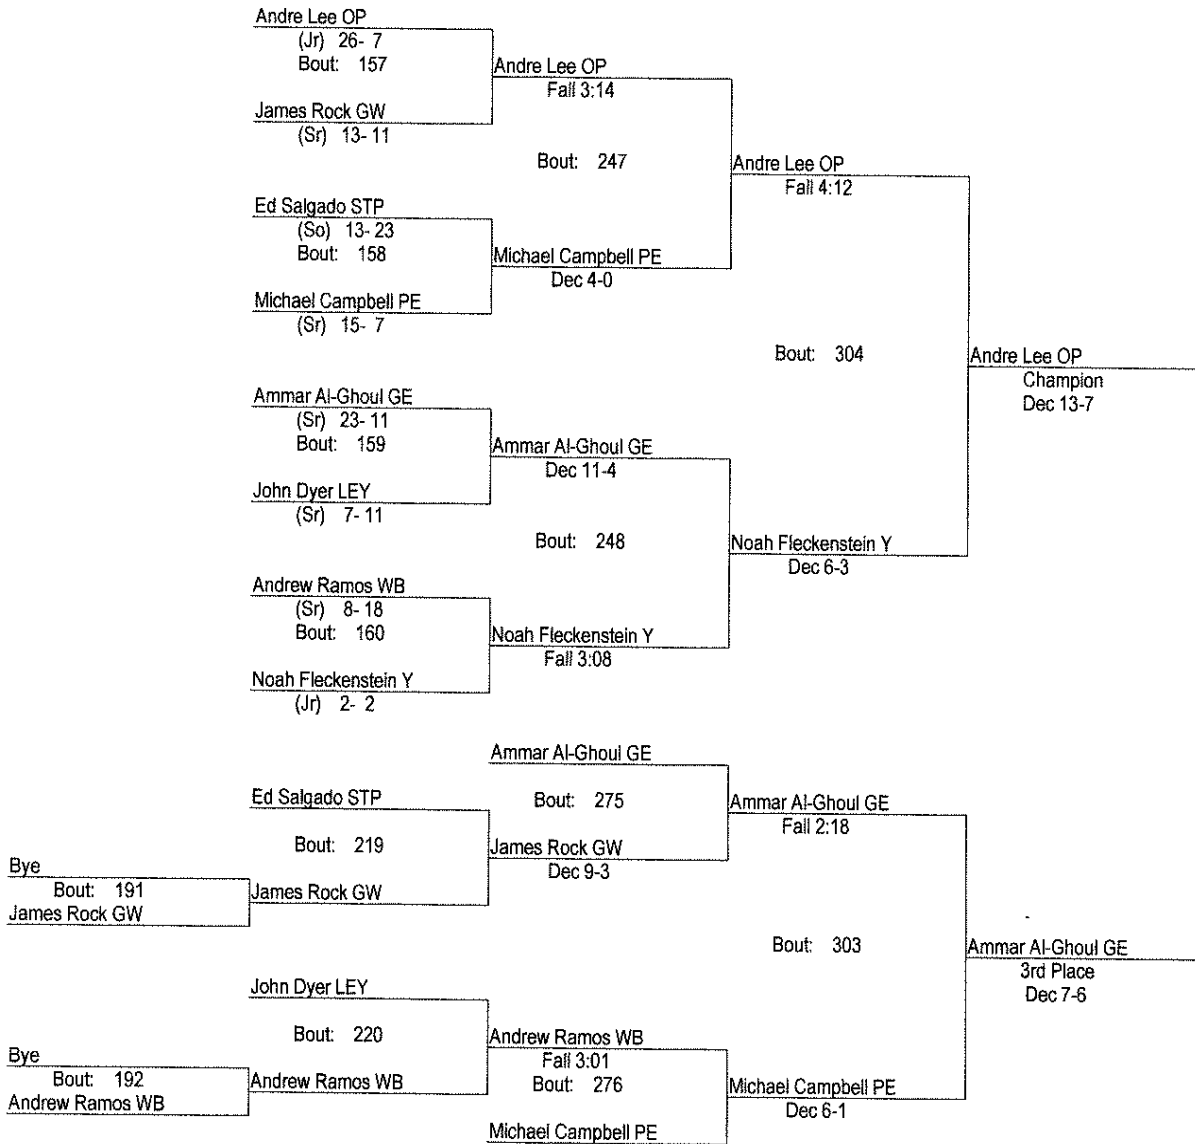 Andre Lee OP
(Jr) 26- 7
Bout: 157
James Rock GW
(Sr) 13- 11
Andre Lee OP
Fall 3:14
Bout: 247
Ed Salgado STP
(So) 13- 23
Bout: 158
Michael Campbell PE
(Sr) 15- 7
Michael Campbell PE
Dec 4-0
Andre Lee OP
Fall 4:12
Bout: 304
Andre Lee OP
Champion
Dec 13-7
Ammar Al-Ghoul GE
(Sr) 23- 11
Bout: 159
John Dyer LEY
(Sr) 7- 11
Ammar Al-Ghoul GE
Dec 11-4
Bout: 248
Noah Fleckenstein Y
Dec 6-3
Andrew Ramos WB
(Sr) 8- 18
Bout: 160
Noah Fleckenstein Y
(Jr) 2- 2
Noah Fleckenstein Y
Fall 3:08
Ammar Al-Ghoul GE
Bout: 275
Ed Salgado STP
Bout: 219
James Rock GW
Dec 9-3
Ammar Al-Ghoul GE
Fall 2:18
Bye
Bout: 191
James Rock GW
James Rock GW
Bout: 303
Ammar Al-Ghoul GE
3rd Place
Dec 7-6
John Dyer LEY
Bout: 220
Andrew Ramos WB
Fall 3:01
Bout: 276
Bye
Bout: 192
Andrew Ramos WB
Andrew Ramos WB
Michael Campbell PE
Dec 6-1
Michael Campbell PE